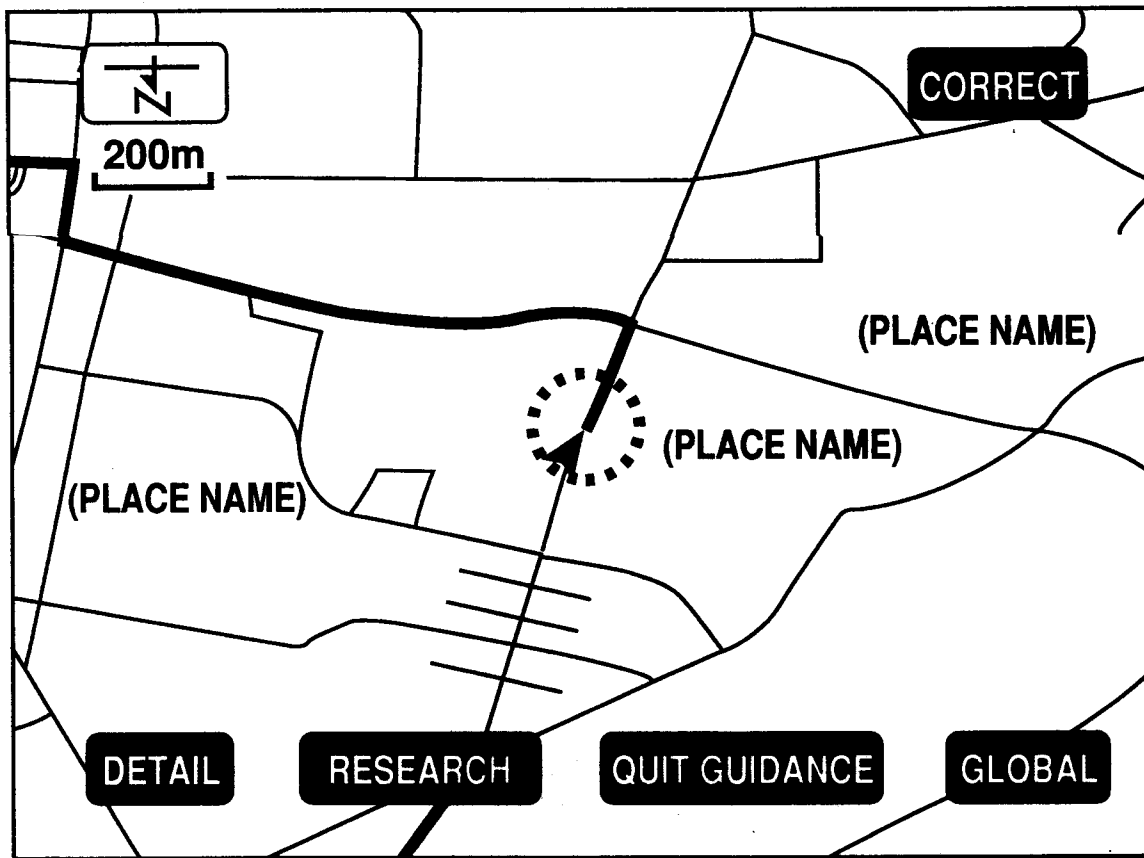 N
CORRECT
200m
(PLACE NAME)
(PLACE NAME)
(PLACE NAME)
DETAIL
RESEARCH
QUIT GUIDANCE
GLOBAL